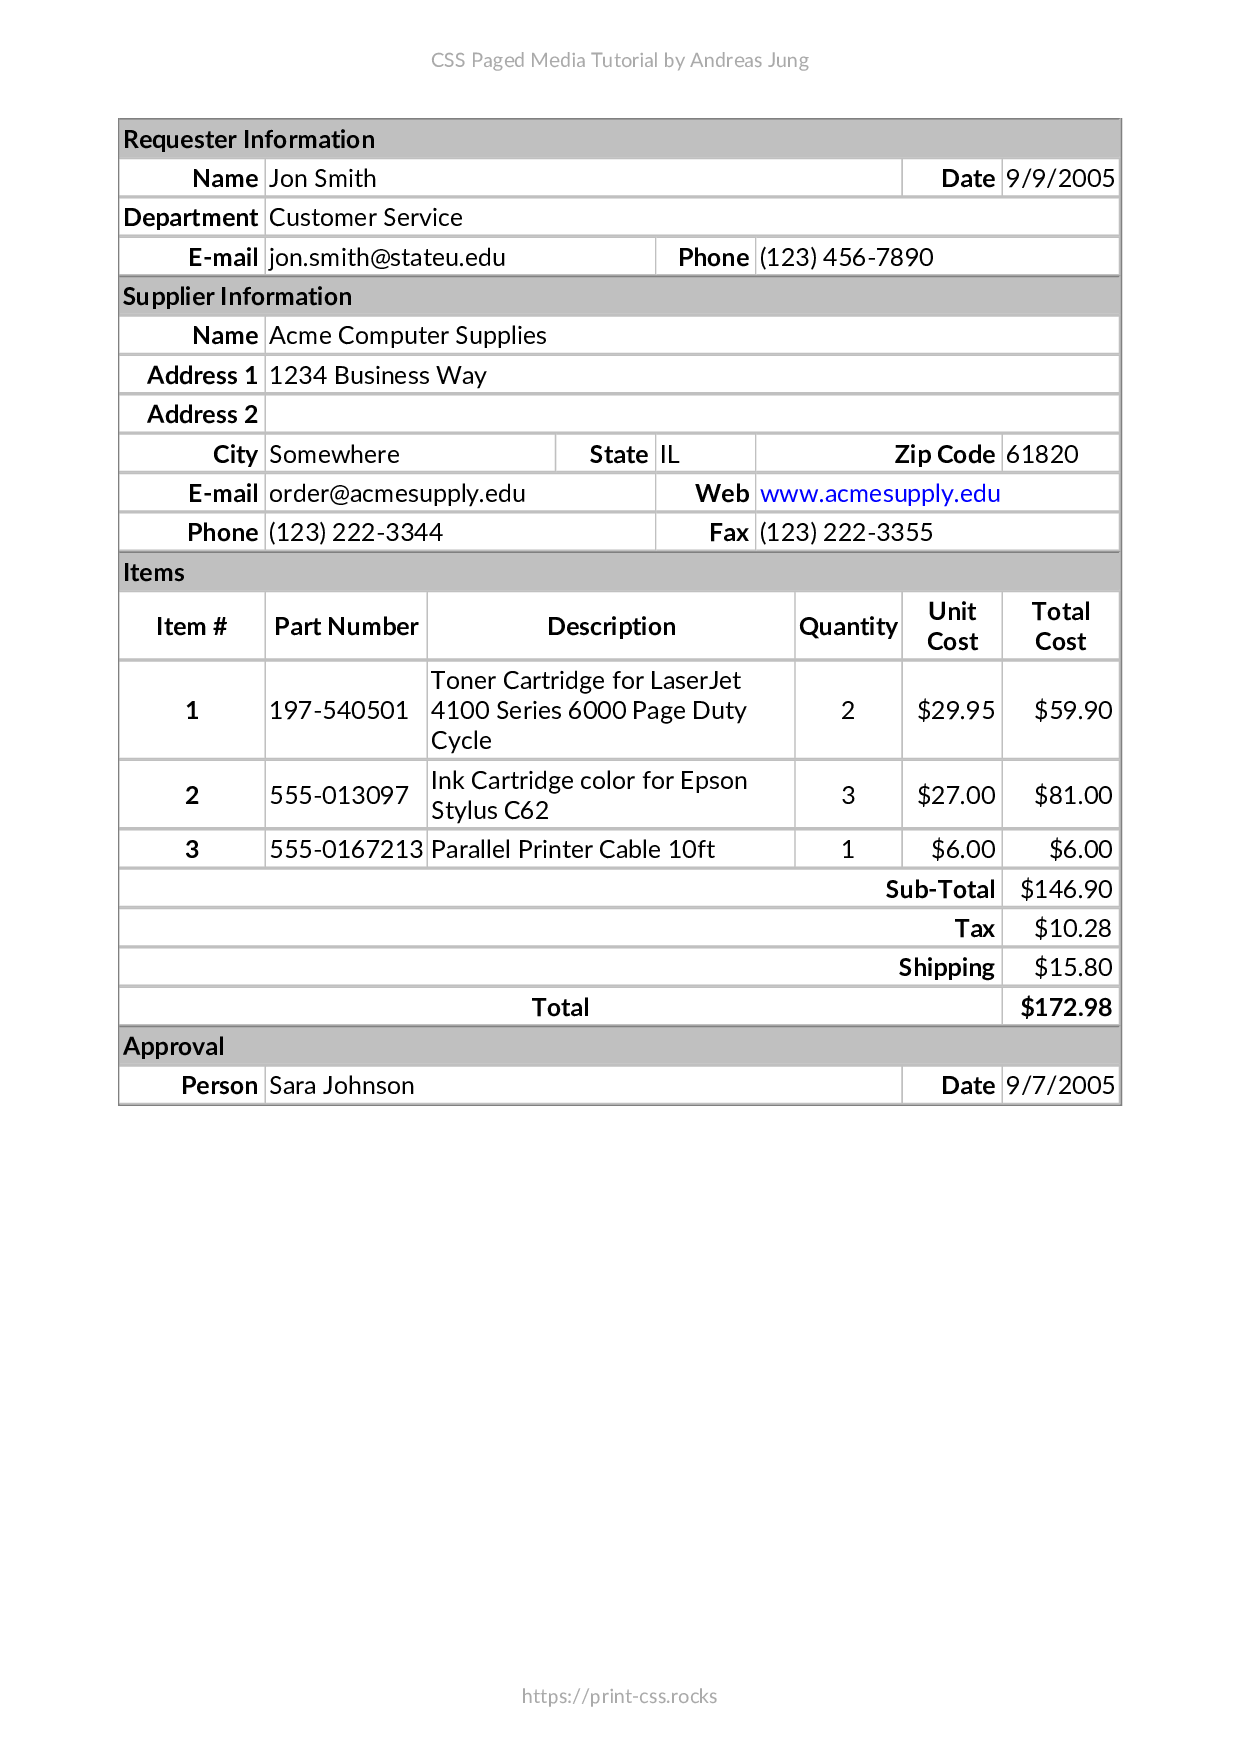 CSS Paged Media Tutorial by Andreas Jung
Requester Information
Name Jon Smith Date 9/9/2005
Department Customer Service
E-mail jon.smith@stateu.edu Phone (123) 456-7890
Supplier Information
Name Acme Computer Supplies
Address 1 1234 Business Way
Address 2
City Somewhere State IL Zip Code 61820
E-mail order@acmesupply.edu Web www.acmesupply.edu
Phone (123) 222-3344 Fax (123) 222-3355
Items
Item # Part Number Description Quantity Unit Cost Total Cost
1 197-540501 Toner Cartridge for LaserJet
4100 Series 6000 Page Duty
Cycle 2 $29.95 $59.90
2 555-013097 Ink Cartridge color for Epson
Stylus C62 3 $27.00 $81.00
3 555-0167213 Parallel Printer Cable 10ft 1 $6.00 $6.00
Sub-Total $146.90
Tax $10.28
Shipping $15.80
Total $172.98
Approval
Person Sara Johnson Date 9/7/2005
https://print-css.rocks